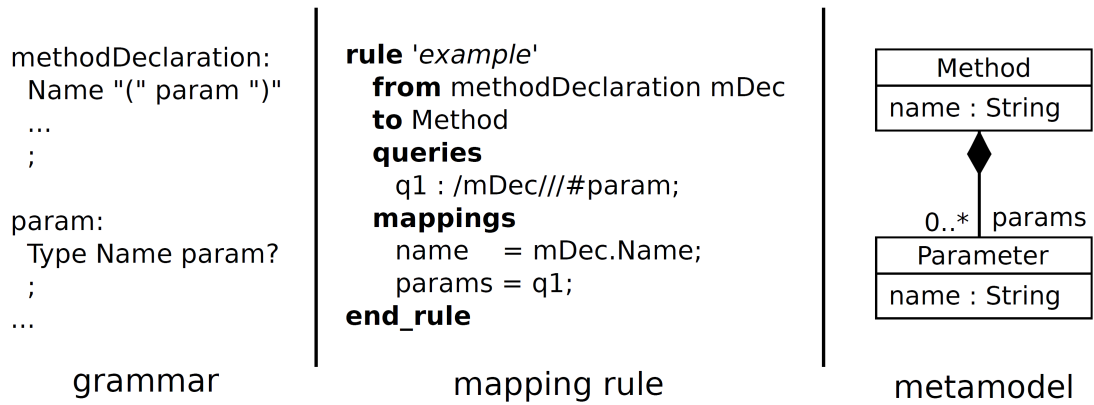 methodDeclaration:
Name "(" param ")"
...
;
param:
Type Name param?
;
...
grammar
rule 'example'
from methodDeclaration mDec
to Method
queries
q1 : /mDec///#param;
mappings
name = mDec.Name;
params = q1;
end_rule
mapping rule
Method
name : String
0..* params
Parameter
name : String
metamodel